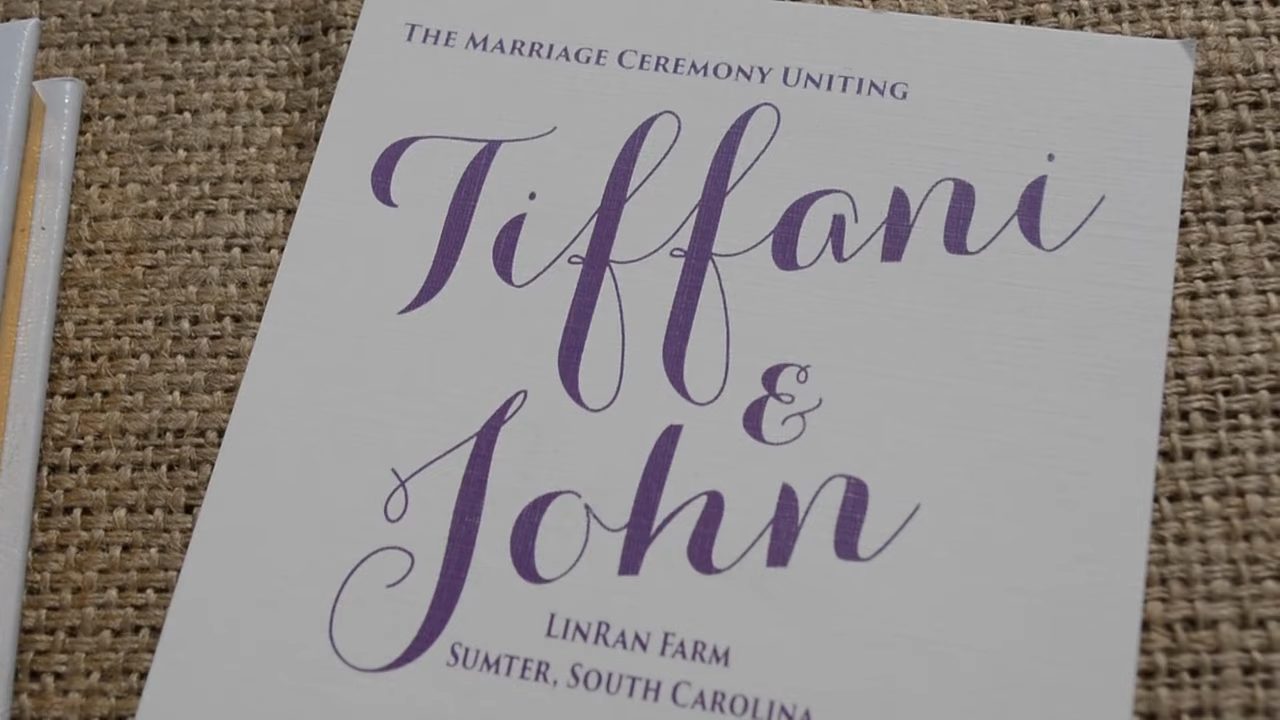 THE MARRIAGE CEREMONY UNITING
Tiffani
&
John
LINRAN FARM
SUMTER, SOUTH CAROLINA